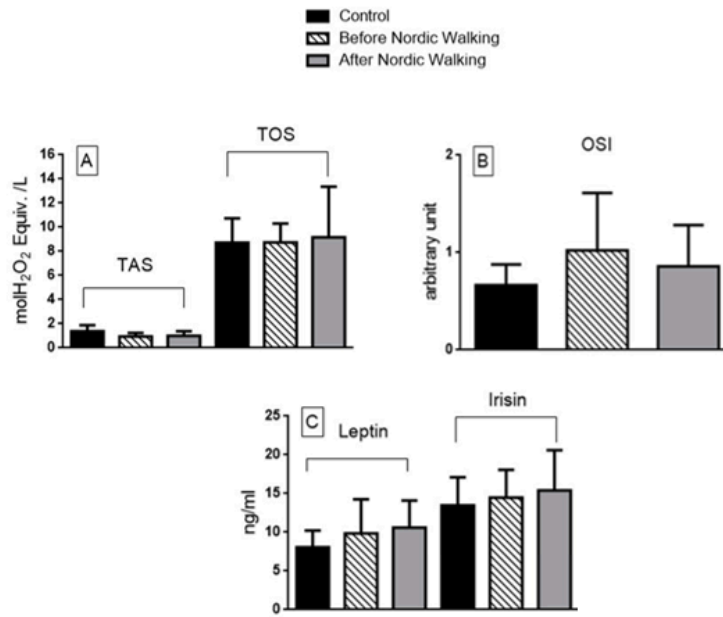 Control
Before Nordic Walking
After Nordic Walking
A
TOS
TAS
molH₂O₂ Equiv. /L
16
14
12
10
8
6
4
2
0
B
OSI
arbitrary unit
2
1
0
C
Leptin
Irisin
ng/ml
25
20
15
10
5
0